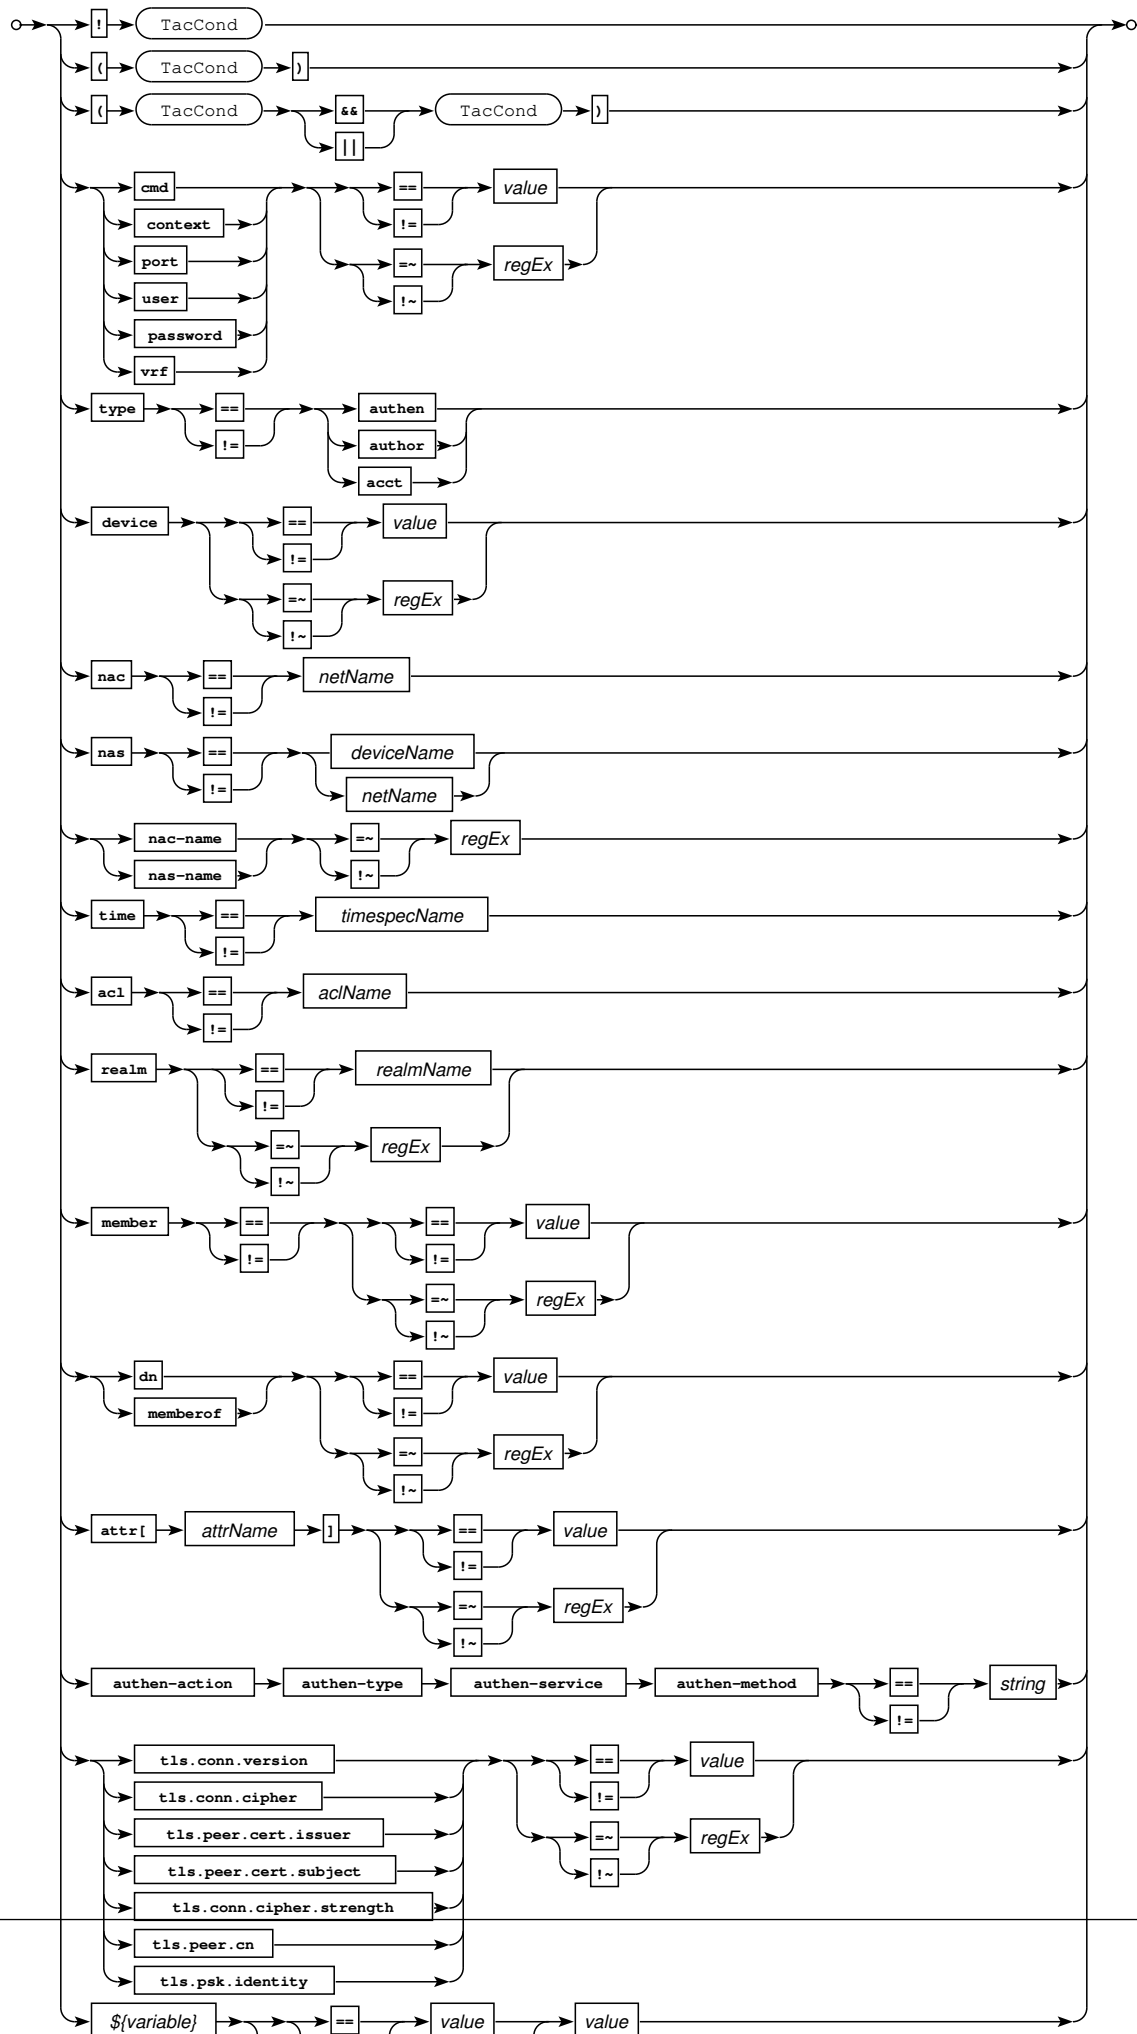 ! TacCond
( TacCond )
( TacCond && TacCond )
||
cmd == value
context !=
port =~ regEx
user !~
password
vrf
type == authen
!= author
acct
device == value
!=
=~ regEx
!~
nac == netName
!=
nas == deviceName
!= netName
nac-name =~ regEx
nas-name !~
time == timespecName
!=
acl == aclName
!=
realm == realmName
!=
=~ regEx
!~
member == == value
!= !=
=~ regEx
!~
dn == value
memberof !=
=~ regEx
!~
attr[ attrName ] == value
!=
=~ regEx
!~
authen-action authen-type authen-service authen-method == string
!=
tls.conn.version == value
tls.conn.cipher !=
tls.peer.cert.issuer =~ regEx
tls.peer.cert.subject !~
tls.conn.cipher.strength
tls.peer.cn
tls.psk.identity
${variable} == value value